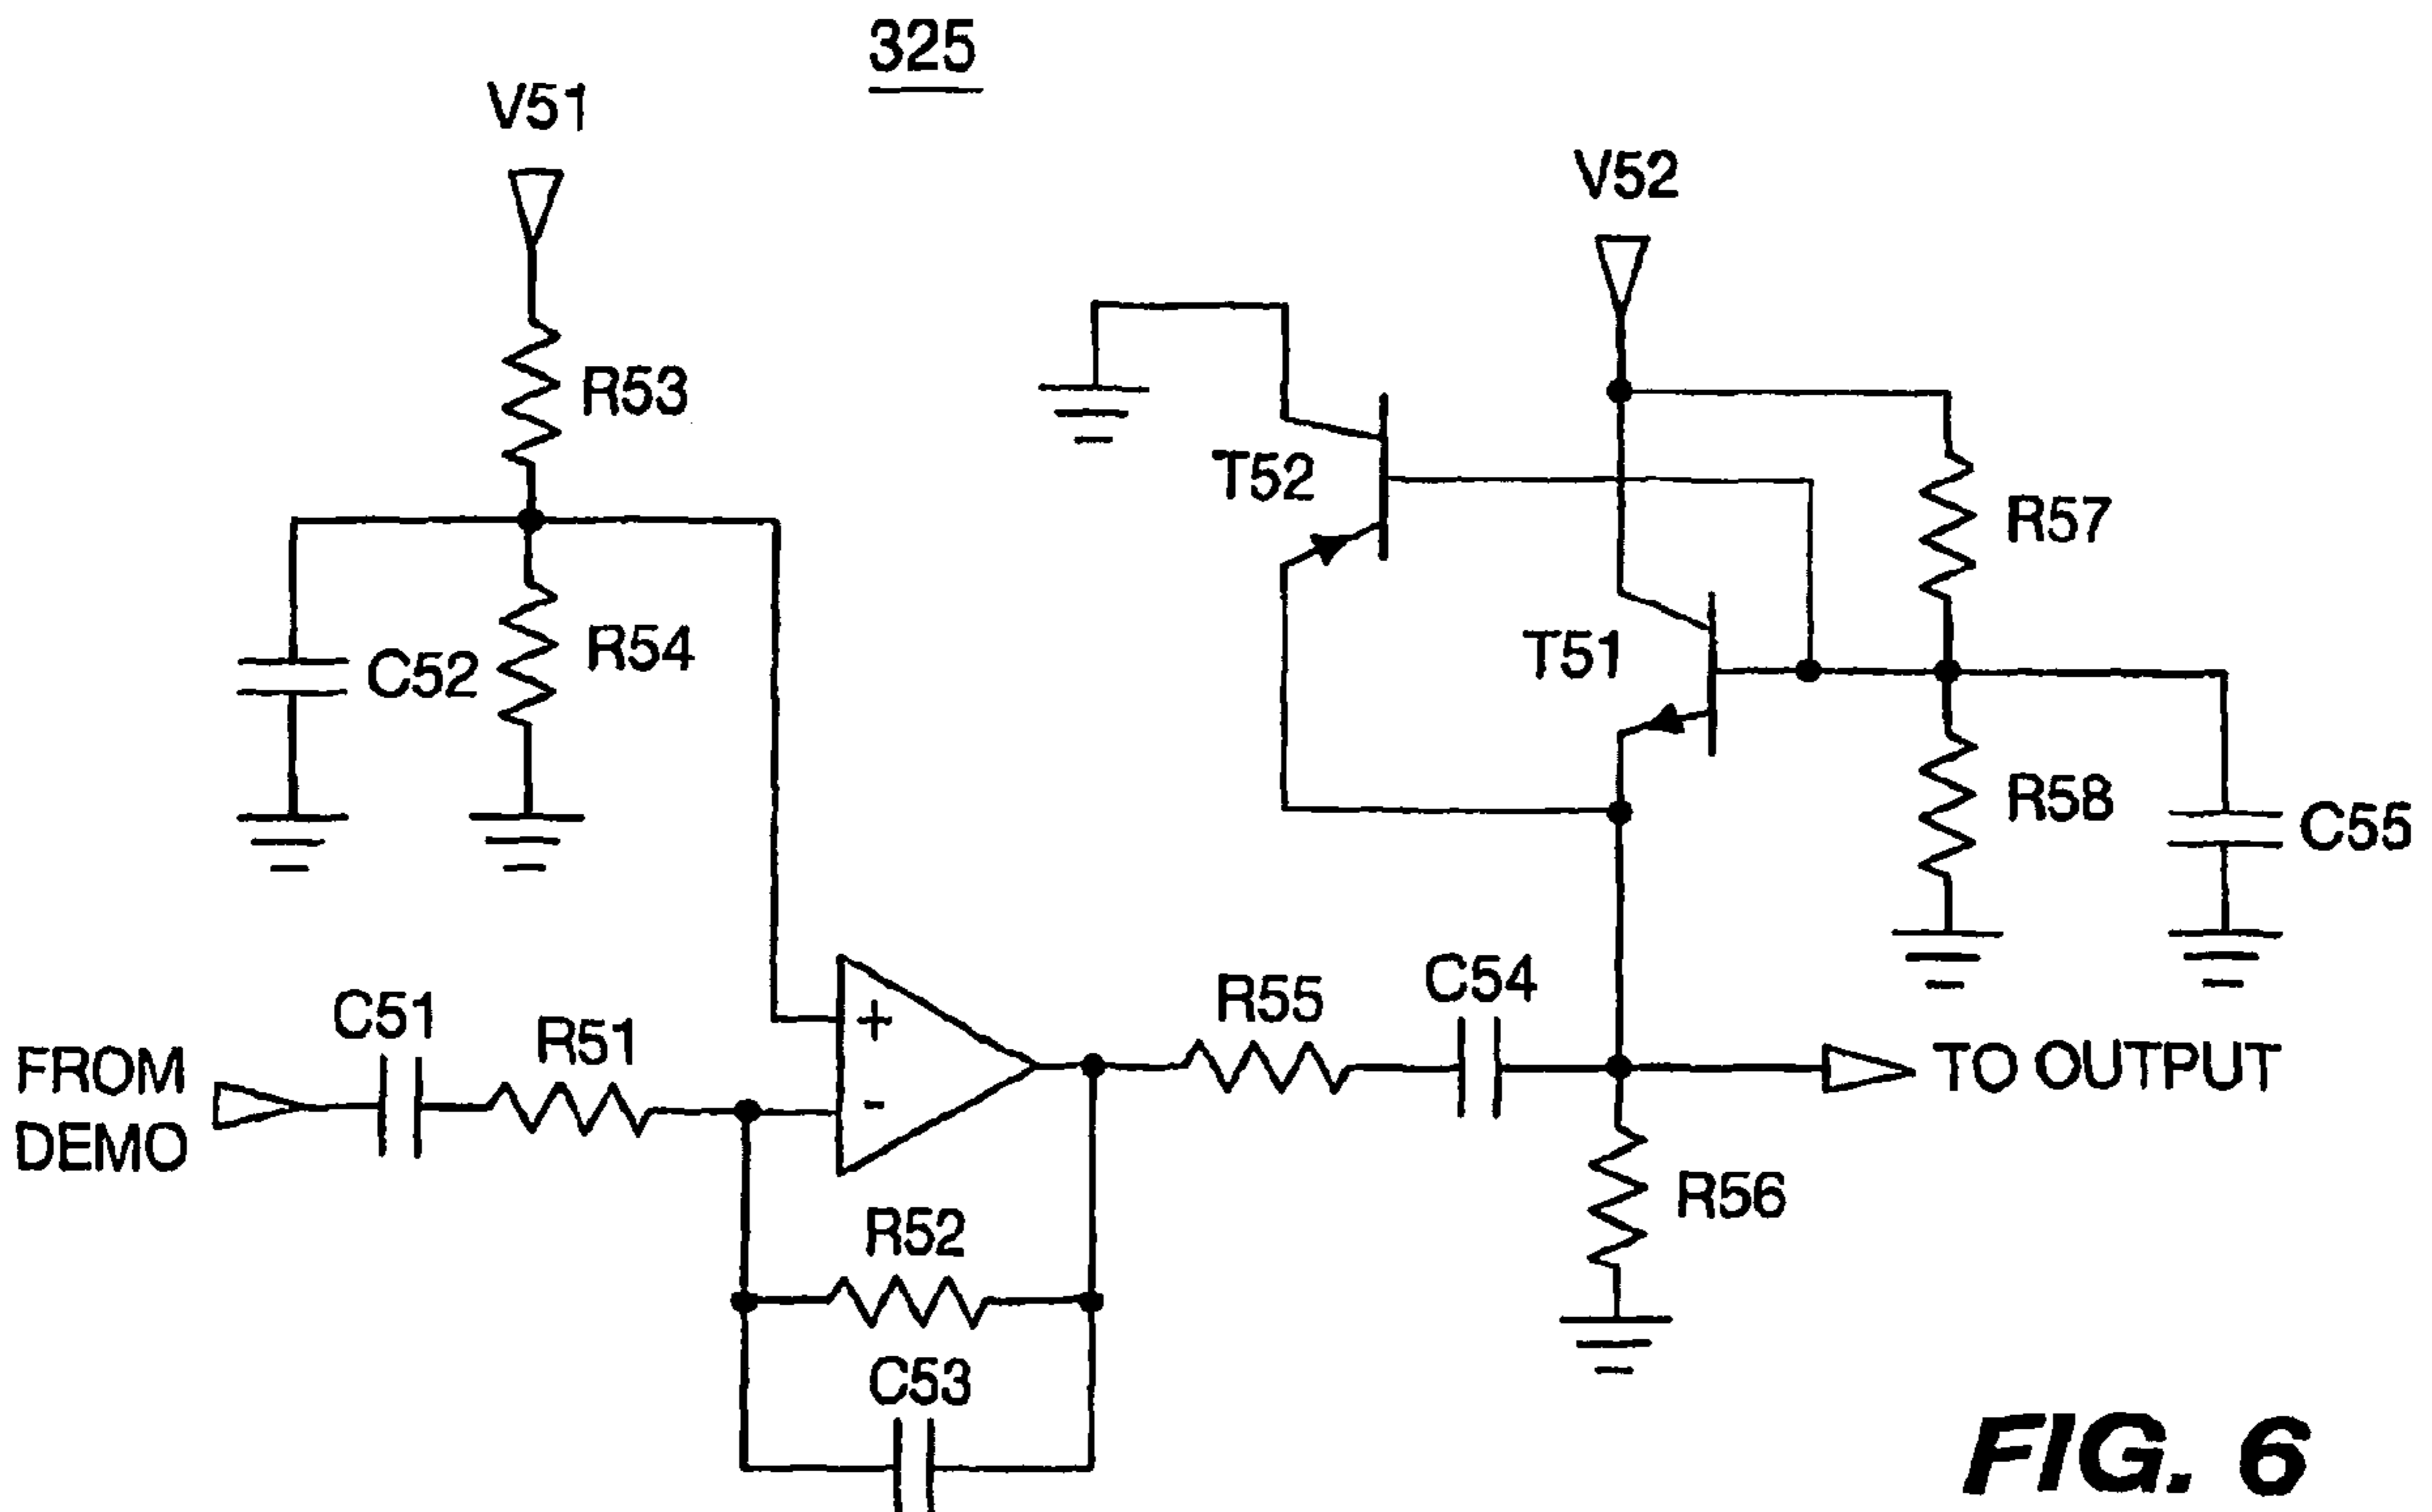 325
V51
V52
R53
T52
R57
C52
R54
T51
R58
C55
+
-
FROM
DEMO
C51
R51
R55
C54
TO OUTPUT
R56
R52
C53
FIG. 6